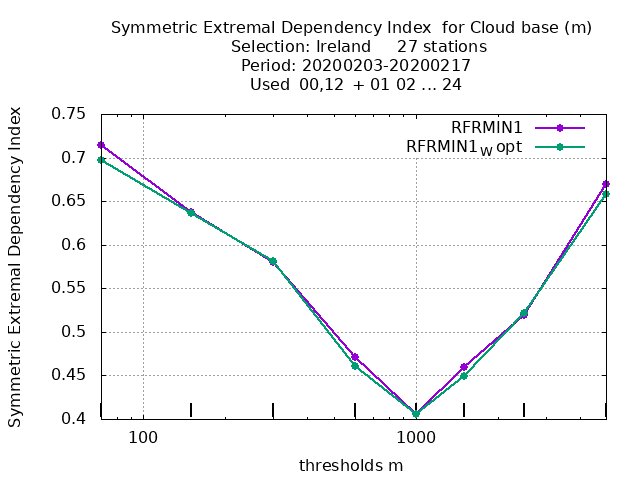 Symmetric Extremal Dependency Index  for Cloud base (m)
Selection: Ireland     27 stations
Period: 20200203-20200217
Used  00,12  + 01 02 ... 24
RFRMIN1
RFRMIN1W opt
Symmetric Extremal Dependency Index
0.75
0.7
0.65
0.6
0.55
0.5
0.45
0.4
100 1000
thresholds m